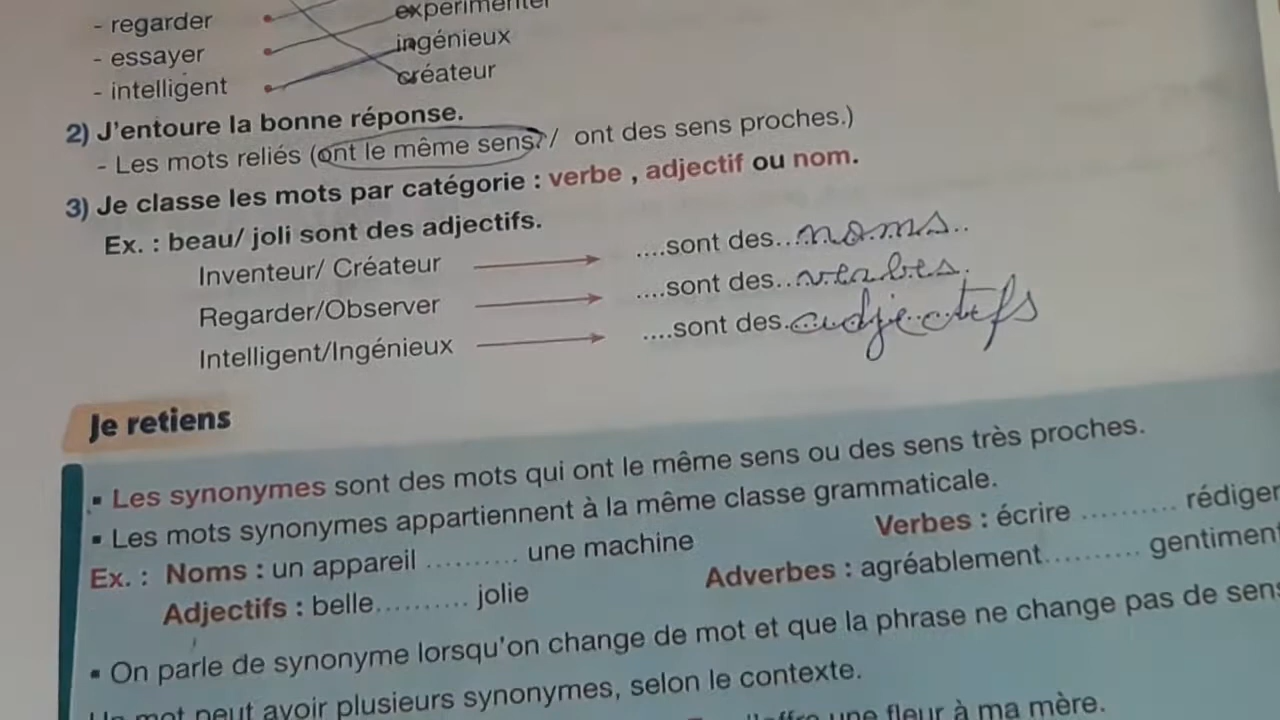 - regarder expérimenter
- essayer ingénieux
- intelligent créateur
2) J'entoure la bonne réponse.
- Les mots reliés (ont le même sens / ont des sens proches.)
3) Je classe les mots par catégorie : verbe , adjectif ou nom.
Ex. : beau/ joli sont des adjectifs.
Inventeur/ Créateur ....sont des...noms..
Regarder/Observer ....sont des..verbes.
Intelligent/Ingénieux ....sont des.adjectifs
Je retiens
▪ Les synonymes sont des mots qui ont le même sens ou des sens très proches.
▪ Les mots synonymes appartiennent à la même classe grammaticale.
Ex. : Noms : un appareil .......... une machine Verbes : écrire .......... rédiger
Adjectifs : belle.......... jolie Adverbes : agréablement.......... gentiment
▪ On parle de synonyme lorsqu'on change de mot et que la phrase ne change pas de sens
Un mot peut avoir plusieurs synonymes, selon le contexte.
une fleur à ma mère.